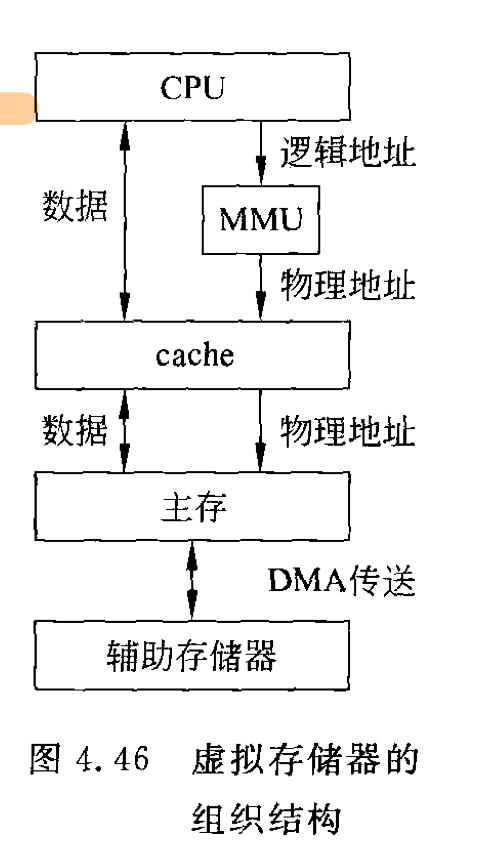 CPU
逻辑地址
数据
MMU
物理地址
cache
数据
物理地址
主存
DMA传送
辅助存储器
图 4.46 虚拟存储器的
组织结构